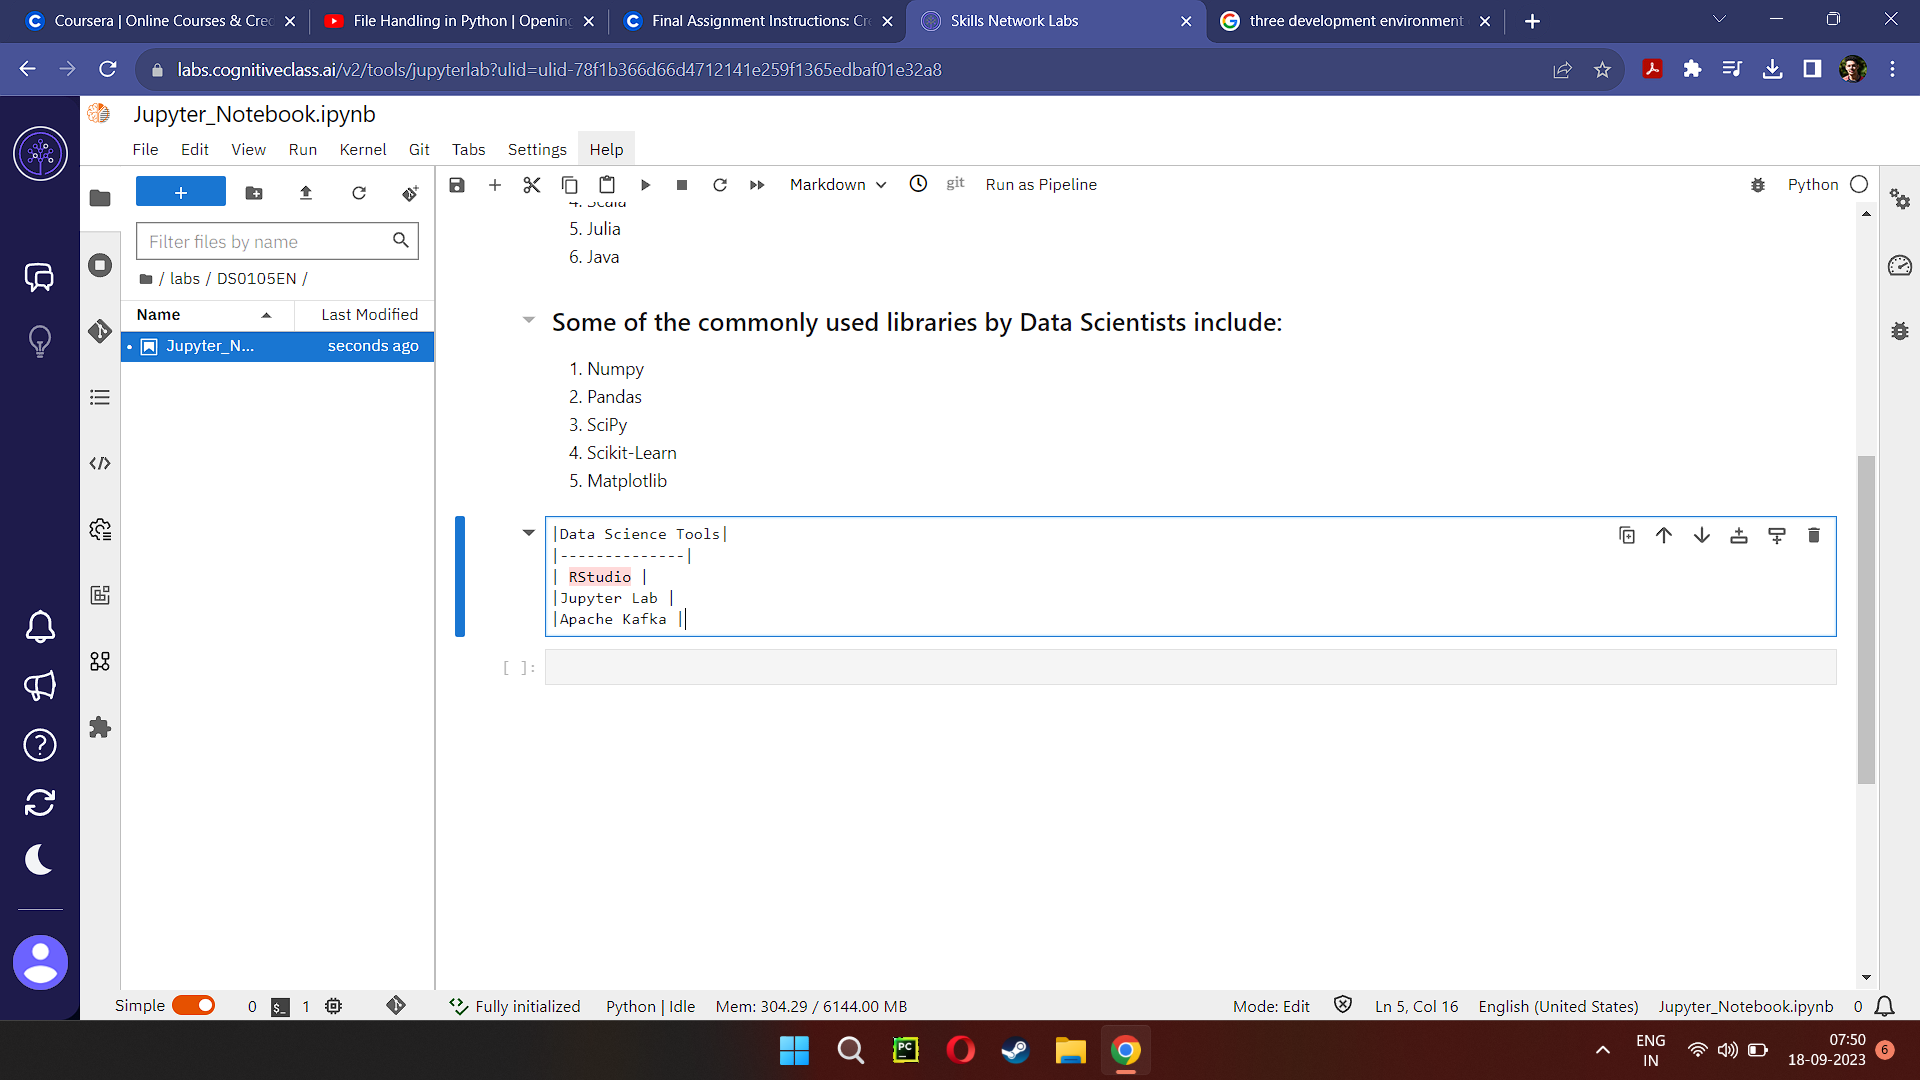 Coursera | Online Courses & Cred
File Handling in Python | Opening
Final Assignment Instructions: Cre
Skills Network Labs
three development environment
labs.cognitiveclass.ai/v2/tools/jupyterlab?ulid=ulid-78f1b366d66d4712141e259f1365edbaf01e32a8
Jupyter_Notebook.ipynb
File Edit View Run Kernel Git Tabs Settings Help
Markdown
git
Run as Pipeline
Python
Filter files by name
/ labs / DS0105EN /
Name Last Modified
Jupyter_N... seconds ago
4. Scala
5. Julia
6. Java
Some of the commonly used libraries by Data Scientists include:
1. Numpy
2. Pandas
3. SciPy
4. Scikit-Learn
5. Matplotlib
|Data Science Tools|
|--------------|
| RStudio |
|Jupyter Lab |
|Apache Kafka |
[ ]:
Simple 0 $_ 1 Fully initialized Python | Idle Mem: 304.29 / 6144.00 MB Mode: Edit Ln 5, Col 16 English (United States) Jupyter_Notebook.ipynb 0
PC
ENG
IN
07:50
18-09-2023
6